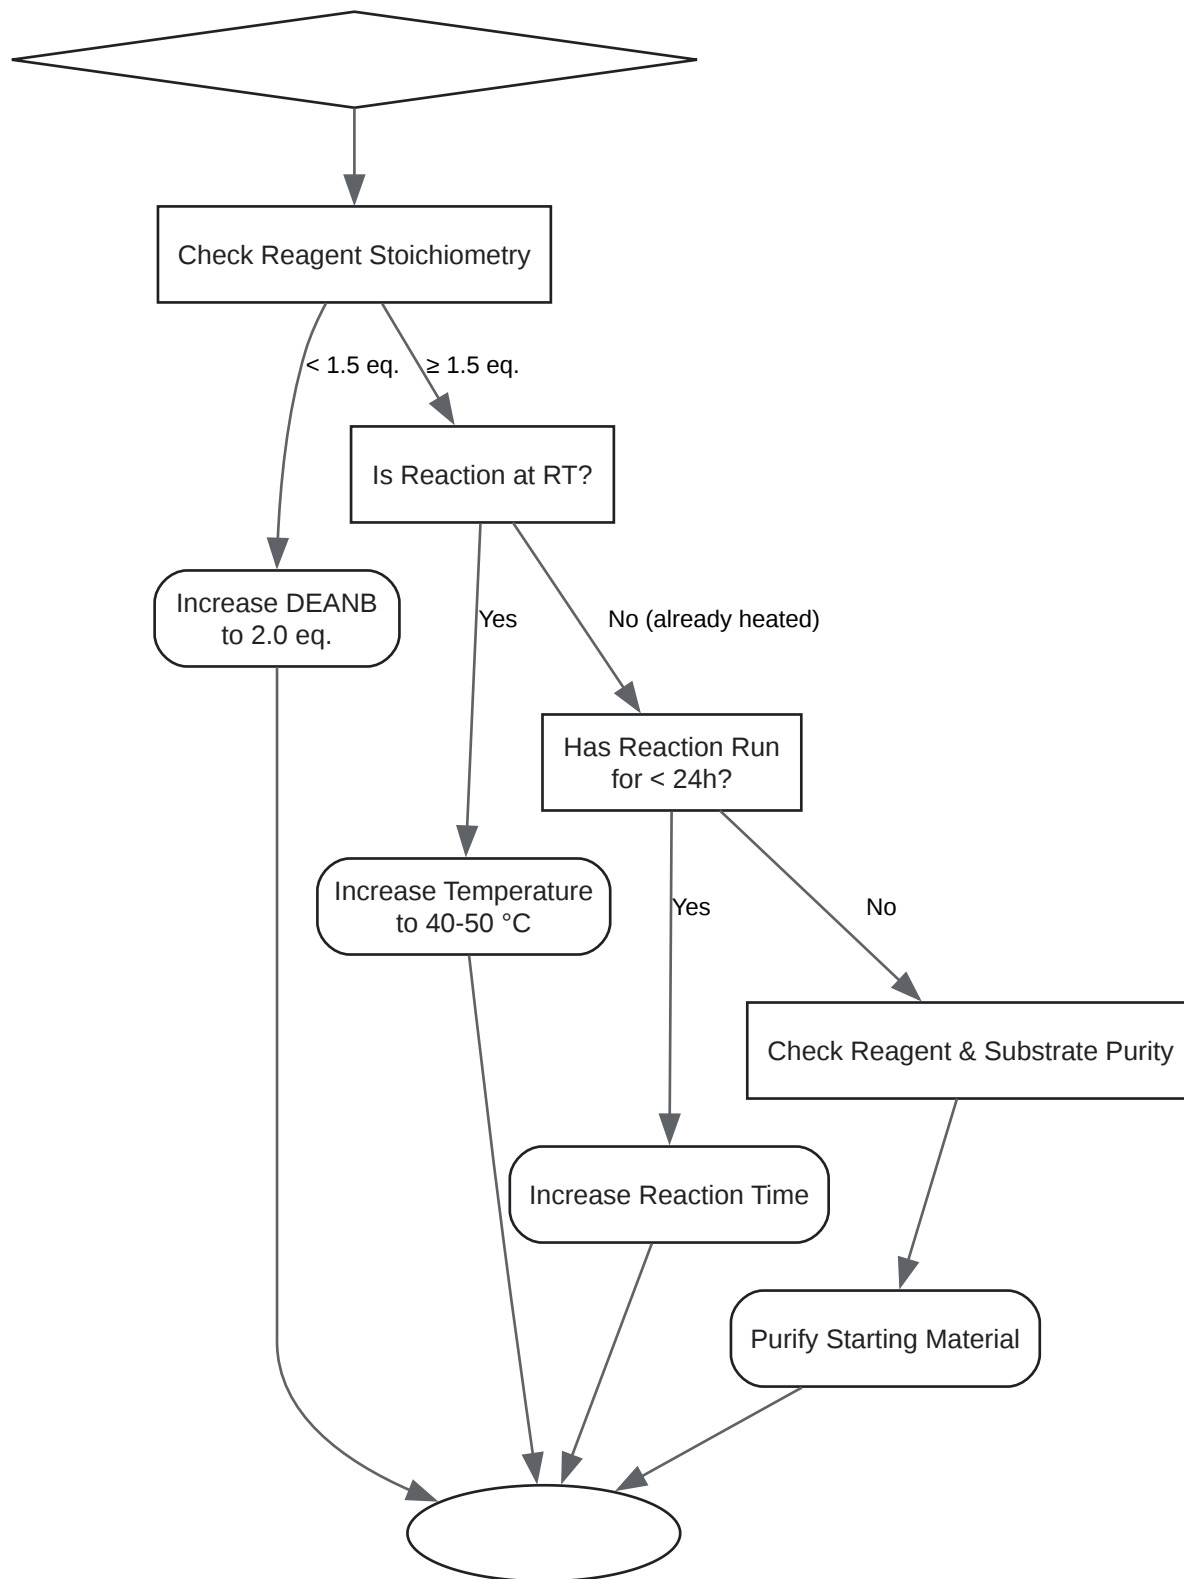 Check Reagent Stoichiometry
< 1.5 eq.
≥ 1.5 eq.
Is Reaction at RT?
Increase DEANB
to 2.0 eq.
Yes
No (already heated)
Has Reaction Run
for < 24h?
Increase Temperature
to 40-50 °C
Yes
No
Check Reagent & Substrate Purity
Increase Reaction Time
Purify Starting Material